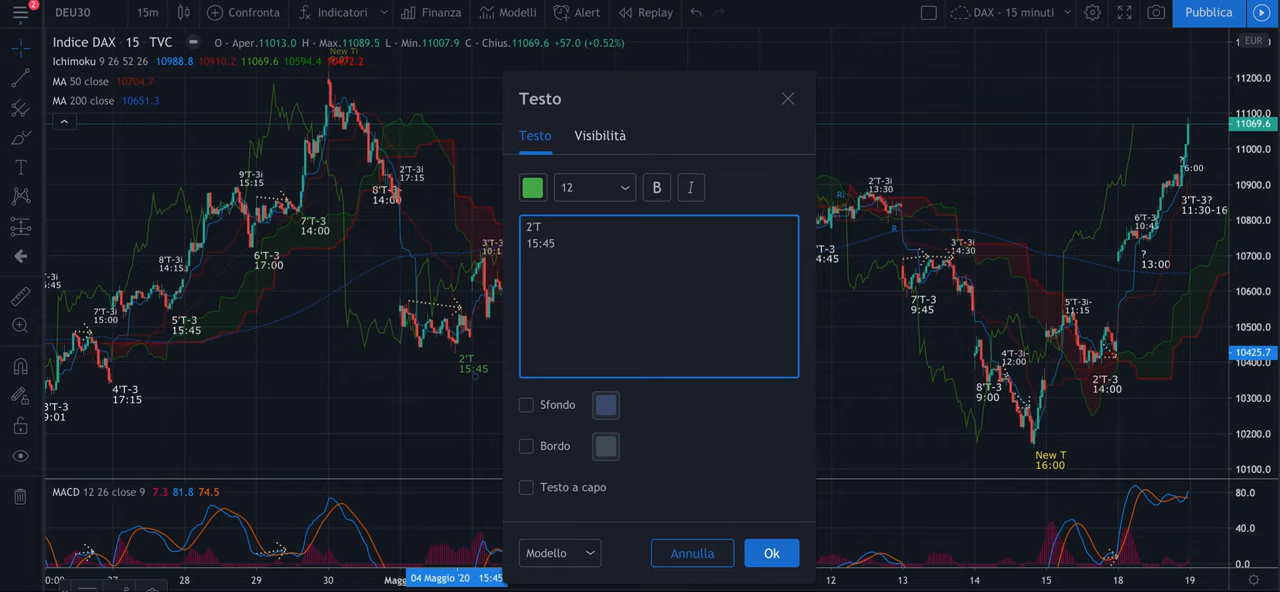 2
DEU30
15m
Confronta
Indicatori
Finanza
Modelli
Alert
Replay
DAX - 15 minuti
Pubblica
Indice DAX · 15 · TVC
O - Aper.11013.0 H - Max.11089.5 L - Min.11007.9 C - Chius.11069.6 +57.0 (+0.52%)
Ichimoku 9 26 52 26 10988.8 10910.2 11069.6 10594.4 10472.2
MA 50 close 10704.7
MA 200 close 10651.3
EUR
11200.0
11100.0
11069.6
11000.0
10900.0
10800.0
10700.0
10600.0
10500.0
10425.7
10400.0
10300.0
10200.0
10100.0
9'T-3i
15:15
2'T-3i
17:15
8'T-3
14:00
7'T-3
14:00
6'T-3
17:00
8'T-3i
14:15
7'T-3i
15:00
5'T-3
15:45
4'T-3
17:15
3'T-3
9:01
2'T
15:45
Testo
Testo
Visibilità
12
B
I
2'T
15:45
Sfondo
Bordo
Testo a capo
Modello
Annulla
Ok
2'T-3i
13:30
3'T-3i
14:30
7'T-3
9:45
4'T-3i-
12:00
8'T-3
9:00
5'T-3i-
11:15
2'T-3
14:00
New T
16:00
6'T-3i
10:45
?
13:00
3'T-3?
11:30-16
MACD 12 26 close 9 7.3 81.8 74.5
80.0
40.0
0.0
27
28
29
30
04 Maggio '20 15:45
12
13
14
15
18
19